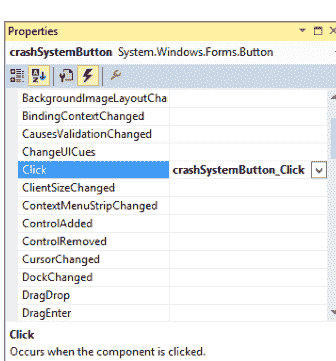 Properties
crashSystemButton System.Windows.Forms.Button
BackgroundImageLayoutCha
BindingContextChanged
CausesValidationChanged
ChangeUICues
Click crashSystemButton_Click
ClientSizeChanged
ContextMenuStripChanged
ControlAdded
ControlRemoved
CursorChanged
DockChanged
DragDrop
DragEnter
Click
Occurs when the component is clicked.